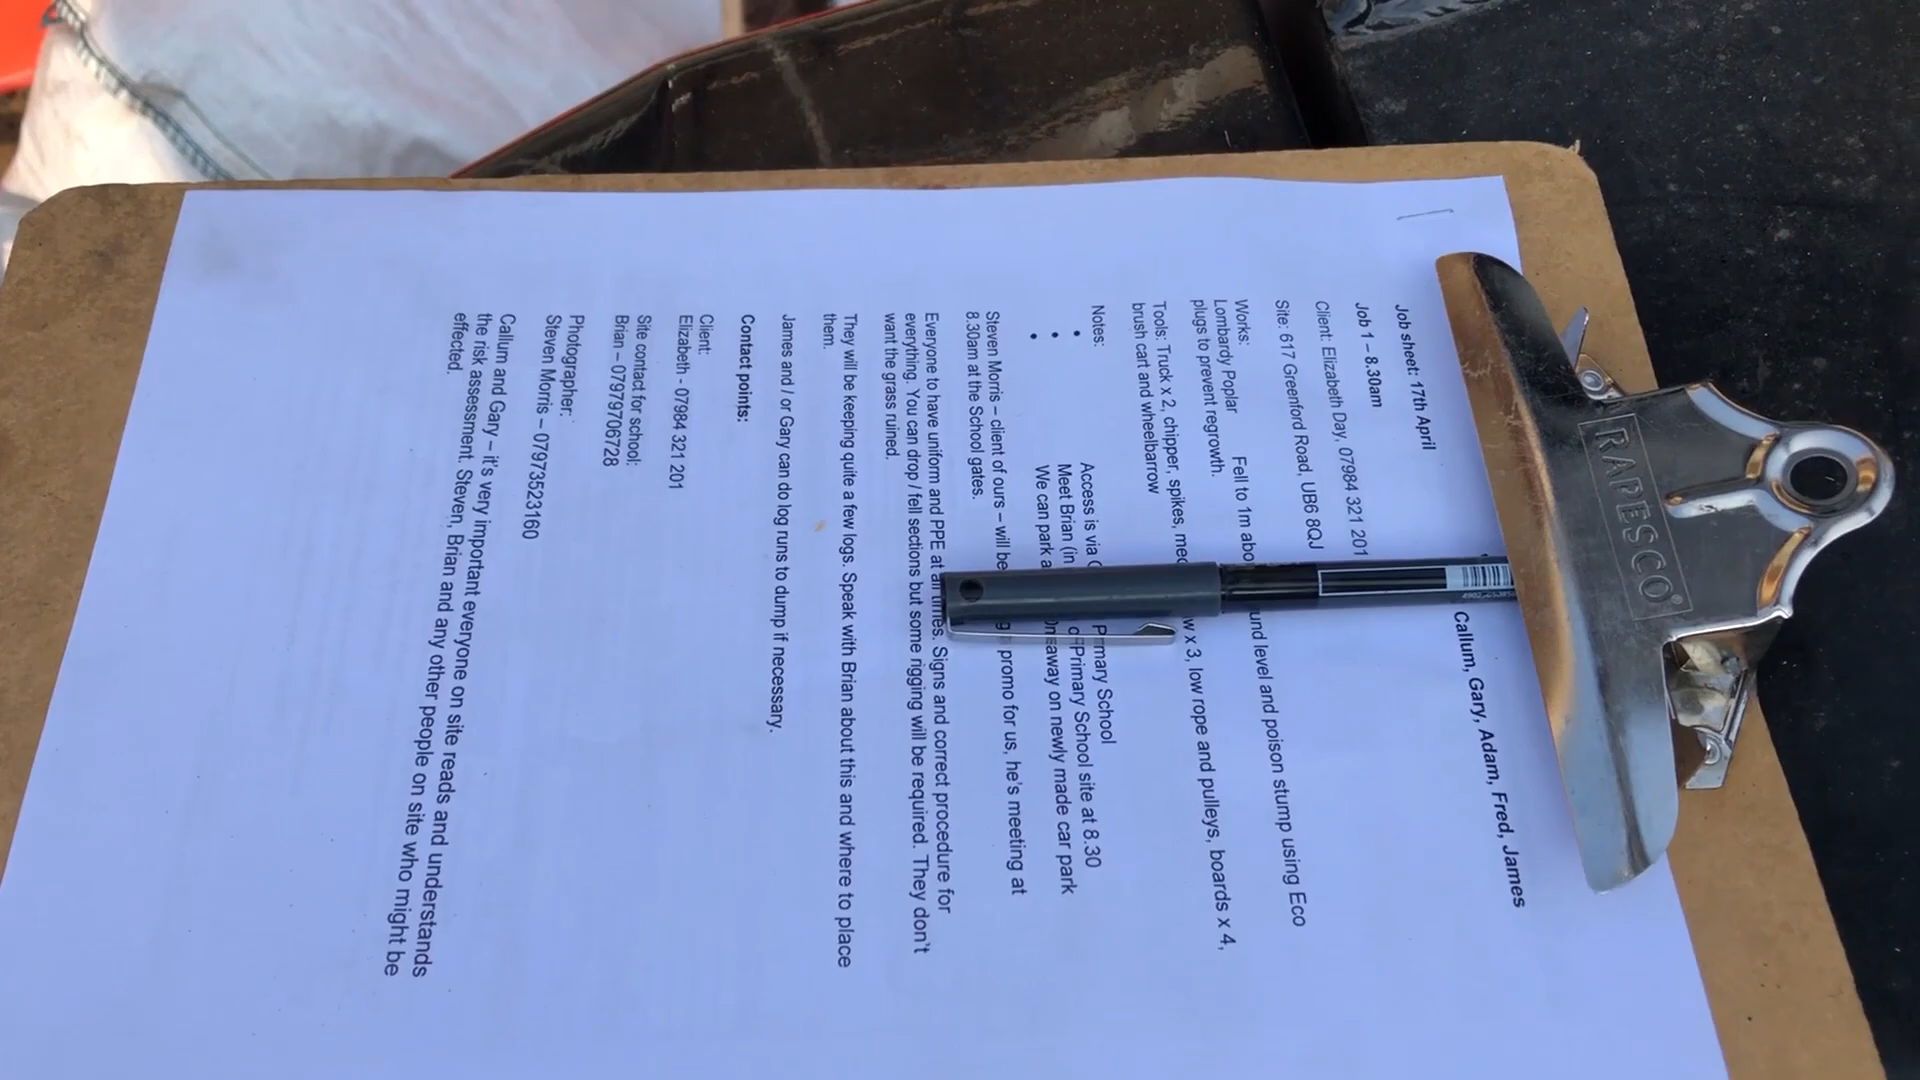 RAPESCO®
Job sheet: 17th April
Callum, Gary, Adam, Fred, James
Job 1 – 8.30am
Client: Elizabeth Day, 07984 321 201
Site: 617 Greenford Road, UB6 8QJ
Works:
Lombardy Poplar Fell to 1m level and poison stump using Eco
plugs to prevent regrowth.
Tools: Truck x 2, chipper, spikes, x 3, low rope and pulleys, boards x 4,
brush cart and wheelbarrow
Notes:
• Access is via School
• Meet Brian (in Primary School site at 8.30
• We can park on newly made car park
Steven Morris – client of ours – will be promo for us, he's meeting at
8.30am at the School gates.
Everyone to have uniform and PPE at all times. Signs and correct procedure for
everything. You can drop / fell sections but some rigging will be required. They don't
want the grass ruined.
They will be keeping quite a few logs. Speak with Brian about this and where to place
them.
James and / or Gary can do log runs to dump if necessary.
Contact points:
Client:
Elizabeth - 07984 321 201
Site contact for school:
Brian – 07979706728
Photographer:
Steven Morris – 07973523160
Callum and Gary – it's very important everyone on site reads and understands
the risk assessment. Steven, Brian and any other people on site who might be
effected.